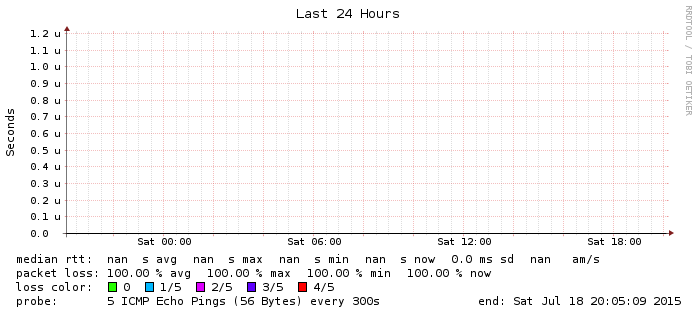 Last 24 Hours
RRDTOOL / TOBI OETIKER
Seconds
1.2 u
1.1 u
1.0 u
0.9 u
0.8 u
0.7 u
0.6 u
0.5 u
0.4 u
0.3 u
0.2 u
0.1 u
0.0
Sat 00:00 Sat 06:00 Sat 12:00 Sat 18:00
median rtt: nan s avg nan s max nan s min nan s now 0.0 ms sd nan am/s
packet loss: 100.00 % avg 100.00 % max 100.00 % min 100.00 % now
loss color: 0 1/5 2/5 3/5 4/5
probe: 5 ICMP Echo Pings (56 Bytes) every 300s end: Sat Jul 18 20:05:09 2015